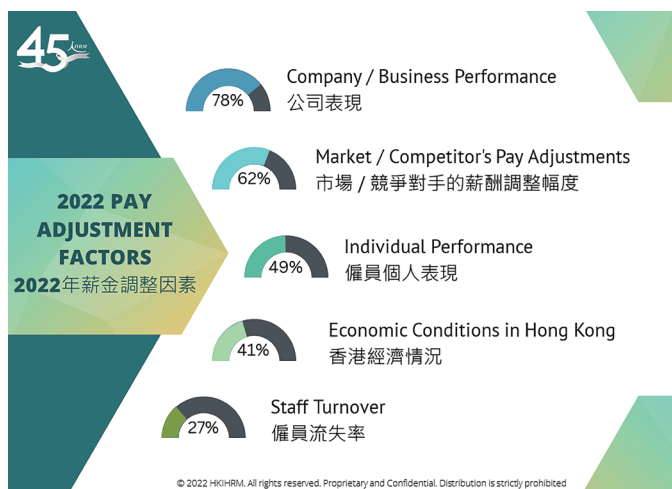 45
HKIHRM
2022 PAY
ADJUSTMENT
FACTORS
2022年薪金調整因素
78%
Company / Business Performance
公司表現
62%
Market / Competitor's Pay Adjustments
市場 / 競爭對手的薪酬調整幅度
49%
Individual Performance
僱員個人表現
41%
Economic Conditions in Hong Kong
香港經濟情況
27%
Staff Turnover
僱員流失率
© 2022 HKIHRM. All rights reserved. Proprietary and Confidential. Distribution is strictly prohibited